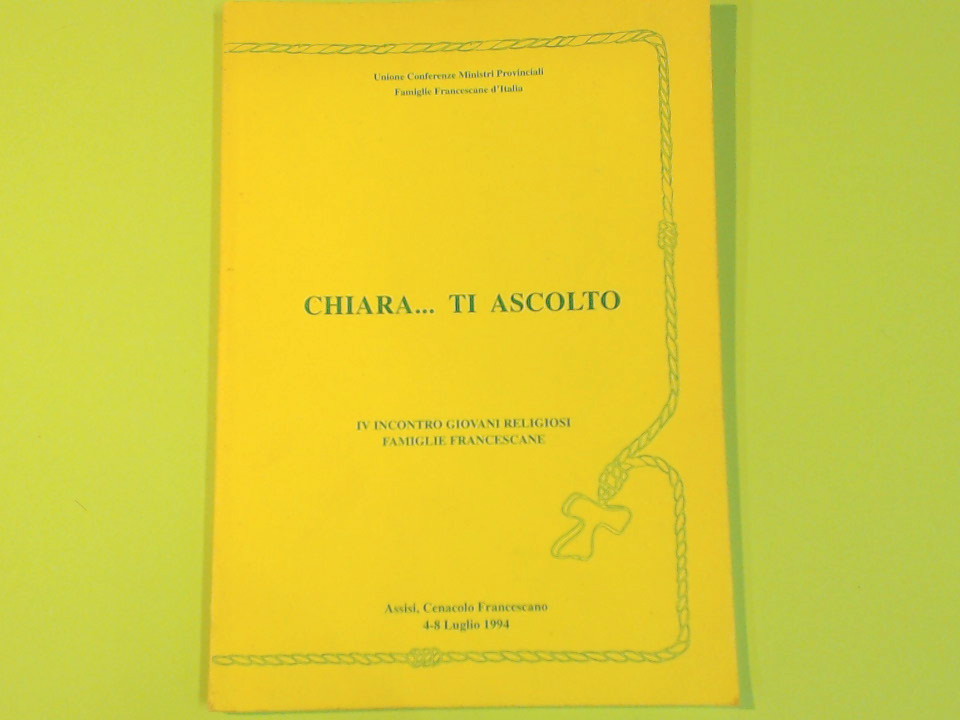 Unione Conferenze Ministri Provinciali
Famiglie Francescane d'Italia
CHIARA... TI ASCOLTO
IV INCONTRO GIOVANI RELIGIOSI
FAMIGLIE FRANCESCANE
Assisi, Cenacolo Francescano
4-8 Luglio 1994